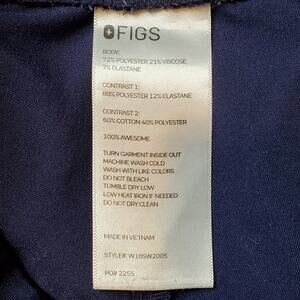 FIGS
BODY:
72% POLYESTER 21% VISCOSE
7% ELASTANE
CONTRAST 1:
88% POLYESTER 12% ELASTANE
CONTRAST 2:
60% COTTON 40% POLYESTER
100% AWESOME
TURN GARMENT INSIDE OUT
MACHINE WASH COLD
WASH WITH LIKE COLORS
DO NOT BLEACH
TUMBLE DRY LOW
LOW HEAT IRON IF NEEDED
DO NOT DRY CLEAN
MADE IN VIETNAM
STYLE# W18SW2005
PO# 2255